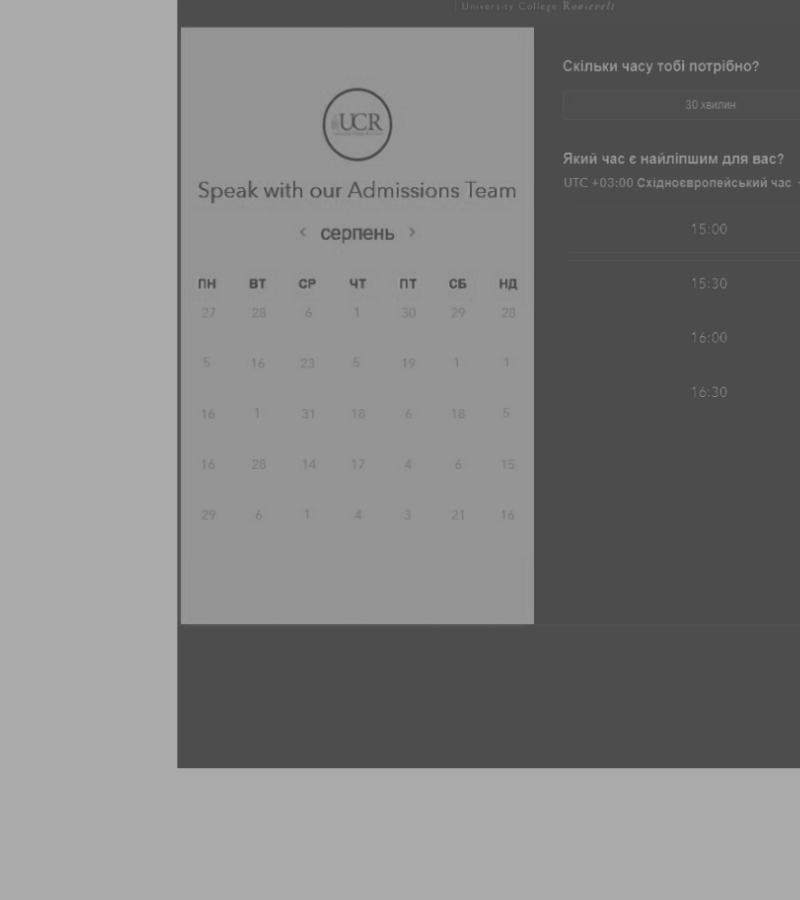 University College Roosevelt
UCR
Speak with our Admissions Team
< серпень >
ПН ВТ СР ЧТ ПТ СБ НД
27 28 6 1 30 29 28
5 16 23 5 19 1 1
16 1 31 18 6 18 5
16 28 14 17 4 6 15
29 6 1 4 3 21 16
Скільки часу тобі потрібно?
30 хвилин
Який час є найліпшим для вас?
UTC +03:00 Східноєвропейський час
15:00
15:30
16:00
16:30